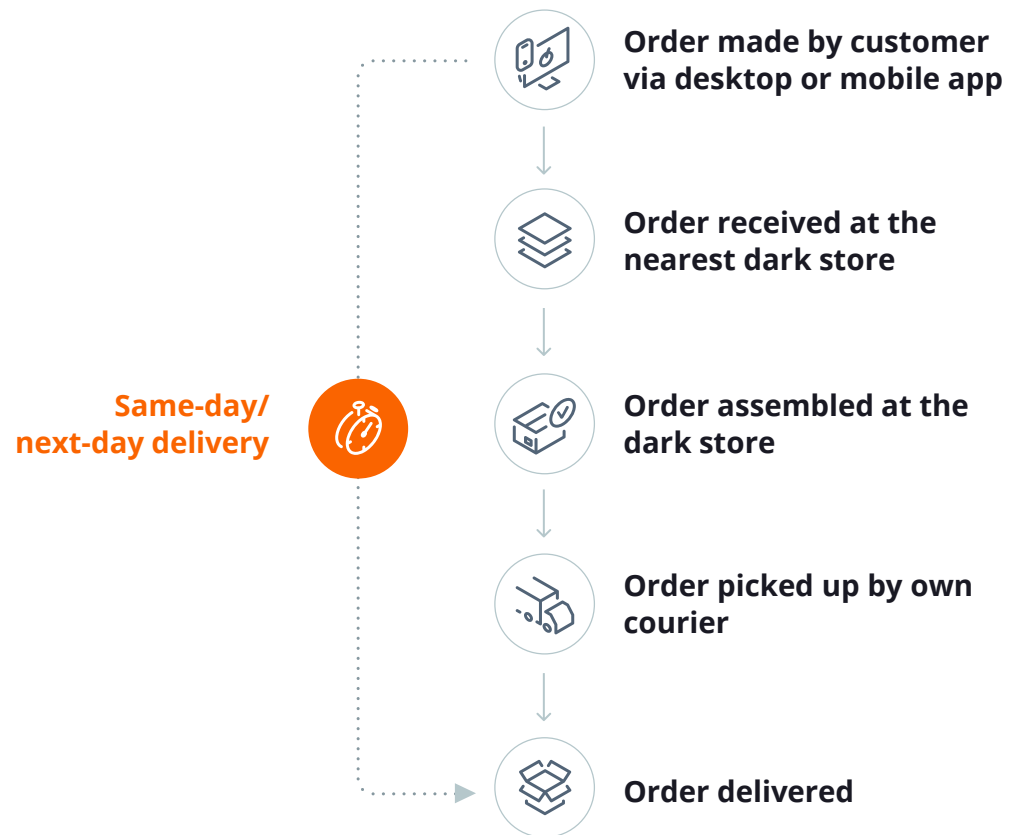 Order made by customer
via desktop or mobile app
Order received at the
nearest dark store
Same-day/
next-day delivery
Order assembled at the
dark store
Order picked up by own
courier
Order delivered